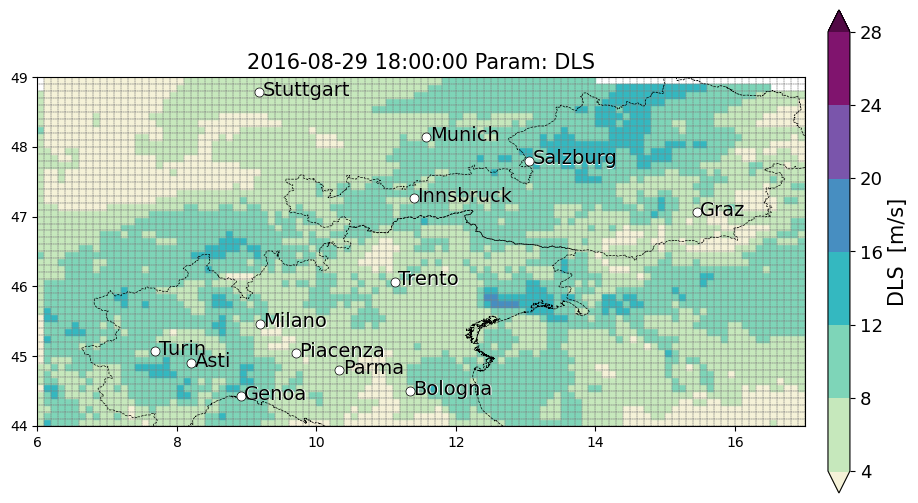 2016-08-29 18:00:00 Param: DLS
49
48
47
46
45
44
6
8
10
12
14
16
Stuttgart
Munich
Salzburg
Innsbruck
Graz
Trento
Milano
Turin
Asti
Piacenza
Parma
Genoa
Bologna
28
24
20
16
12
8
4
DLS [m/s]